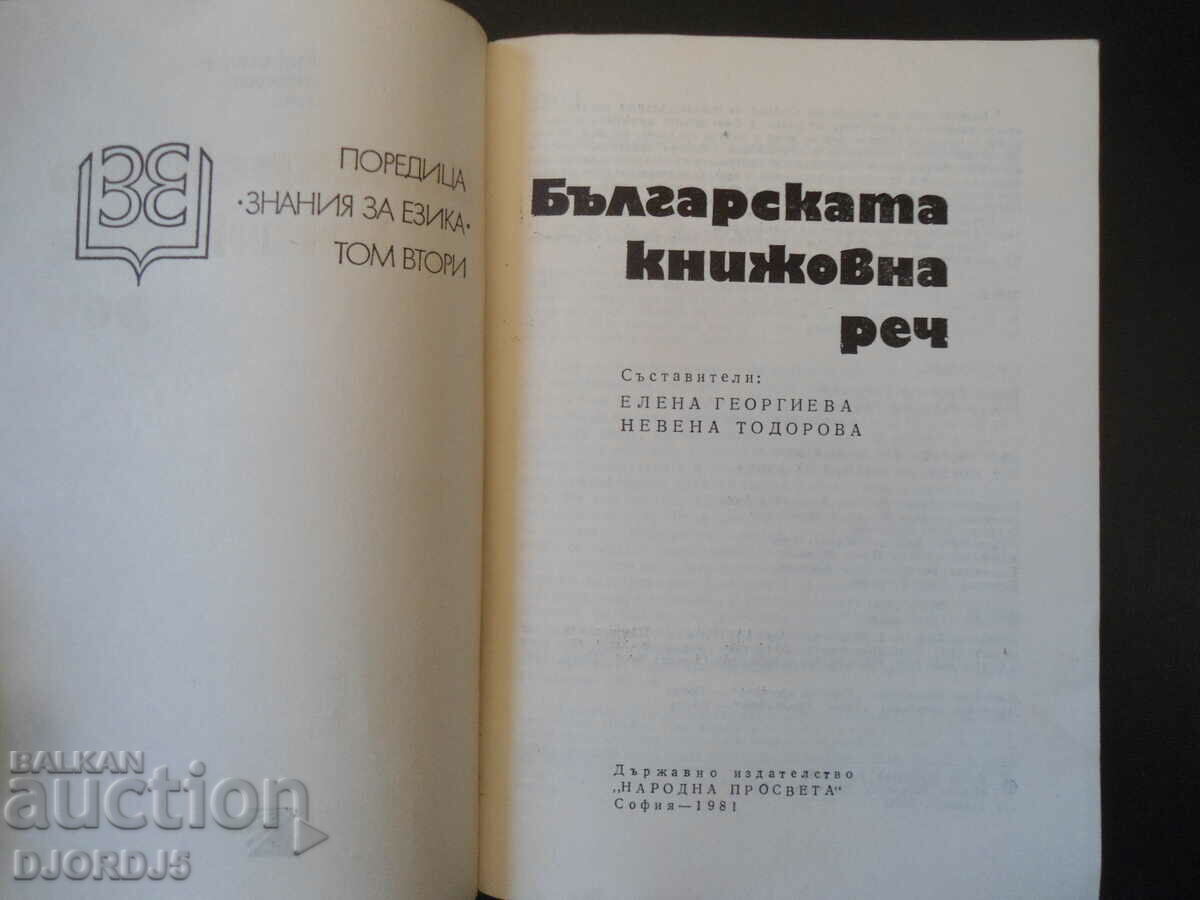 ПОРЕДИЦА
·ЗНАНИЯ ЗА ЕЗИКА·
ТОМ ВТОРИ
Българската
книжовна
реч
Съставители:
ЕЛЕНА ГЕОРГИЕВА
НЕВЕНА ТОДОРОВА
Държавно издателство
„НАРОДНА ПРОСВЕТА"
София—1981
BALKAN
auction
DJORDJ5